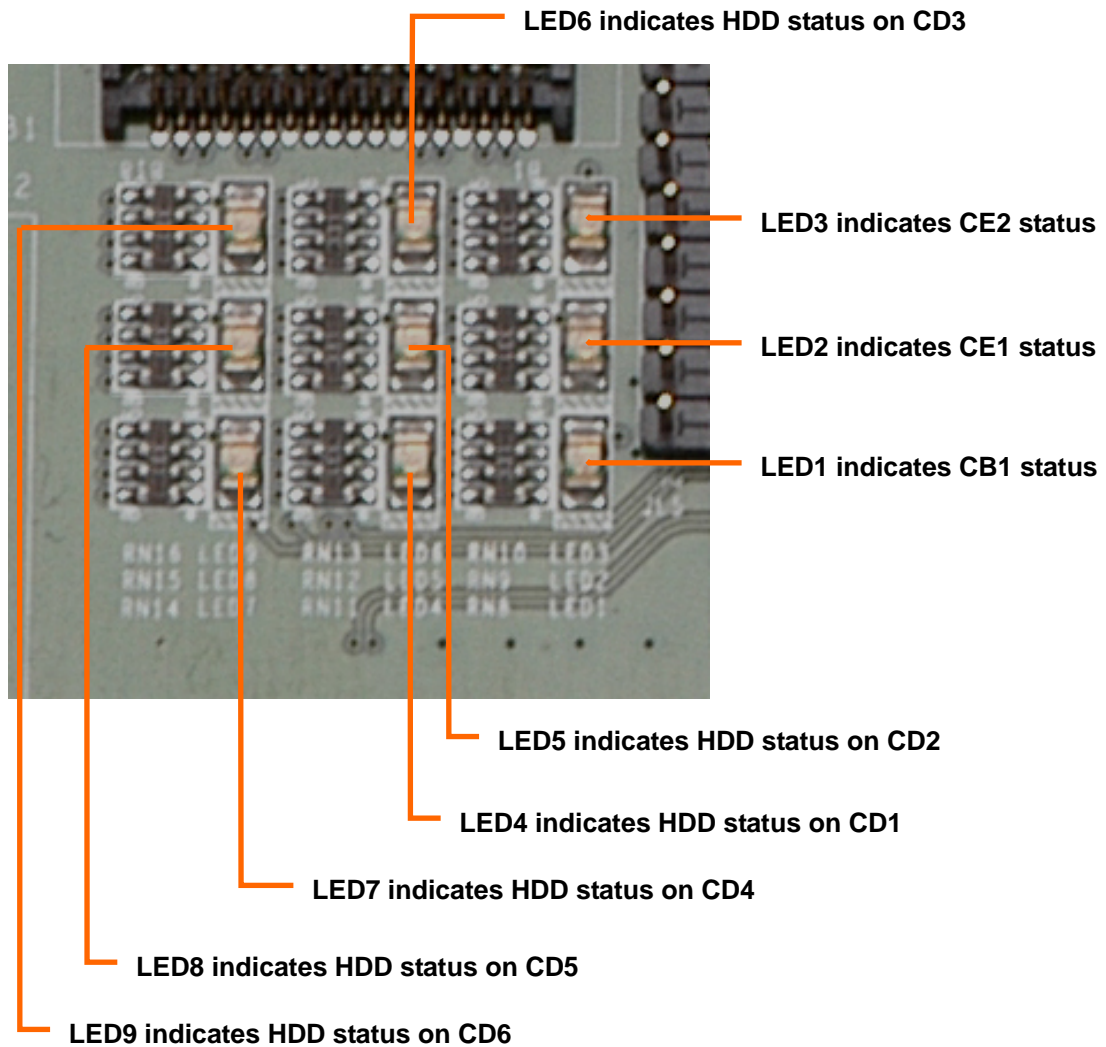 LED6 indicates HDD status on CD3
LED3 indicates CE2 status
LED2 indicates CE1 status
LED1 indicates CB1 status
RN16 LED9 RN13 LED6 RN10 LED3
RN15 LED8 RN12 LED5 RN9 LED2
RN14 LED7 RN11 LED4 RN8 LED1
LED5 indicates HDD status on CD2
LED4 indicates HDD status on CD1
LED7 indicates HDD status on CD4
LED8 indicates HDD status on CD5
LED9 indicates HDD status on CD6